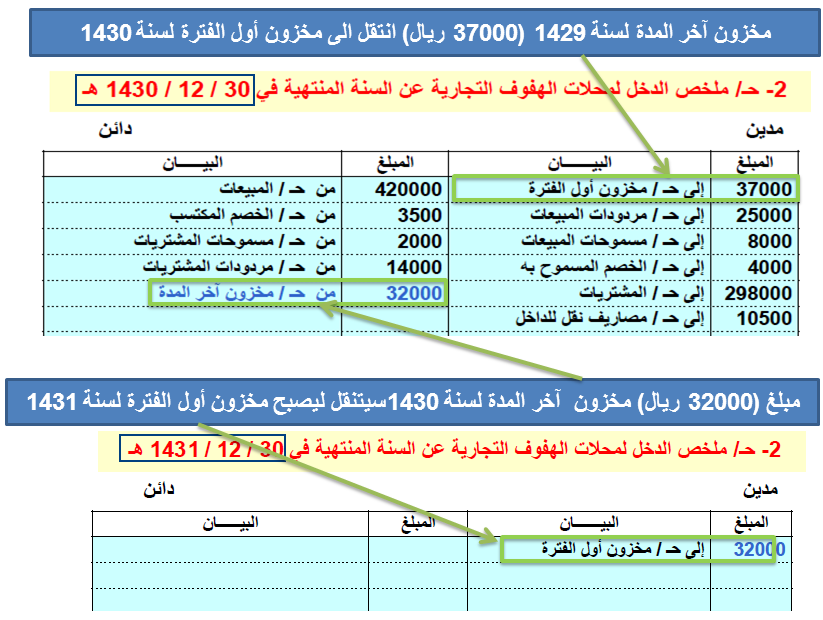 مخزون آخر المدة لسنة 1429 (37000 ريال) انتقل الى مخزون أول الفترة لسنة 1430
2- حـ/ ملخص الدخل لمحلات الهفوف التجارية عن السنة المنتهية في 30 / 12 / 1430 هـ
مدين دائن
المبلغ البيـــان المبلغ البيـــان
37000 إلى حـ / مخزون أول الفترة 420000 من حـ / المبيعات
25000 إلى حـ / مردودات المبيعات 3500 من حـ / الخصم المكتسب
8000 إلى حـ / مسموحات المبيعات 2000 من حـ / مسموحات المشتريات
4000 إلى حـ / الخصم المسموح به 14000 من حـ / مردودات المشتريات
298000 إلى حـ / المشتريات 32000 من حـ / مخزون آخر المدة
10500 إلى حـ / مصاريف نقل للداخل
مبلغ (32000 ريال) مخزون آخر المدة لسنة 1430سيتنقل ليصبح مخزون أول الفترة لسنة 1431
2- حـ/ ملخص الدخل لمحلات الهفوف التجارية عن السنة المنتهية في 30 / 12 / 1431 هـ
مدين دائن
المبلغ البيـــان المبلغ البيـــان
32000 إلى حـ / مخزون أول الفترة